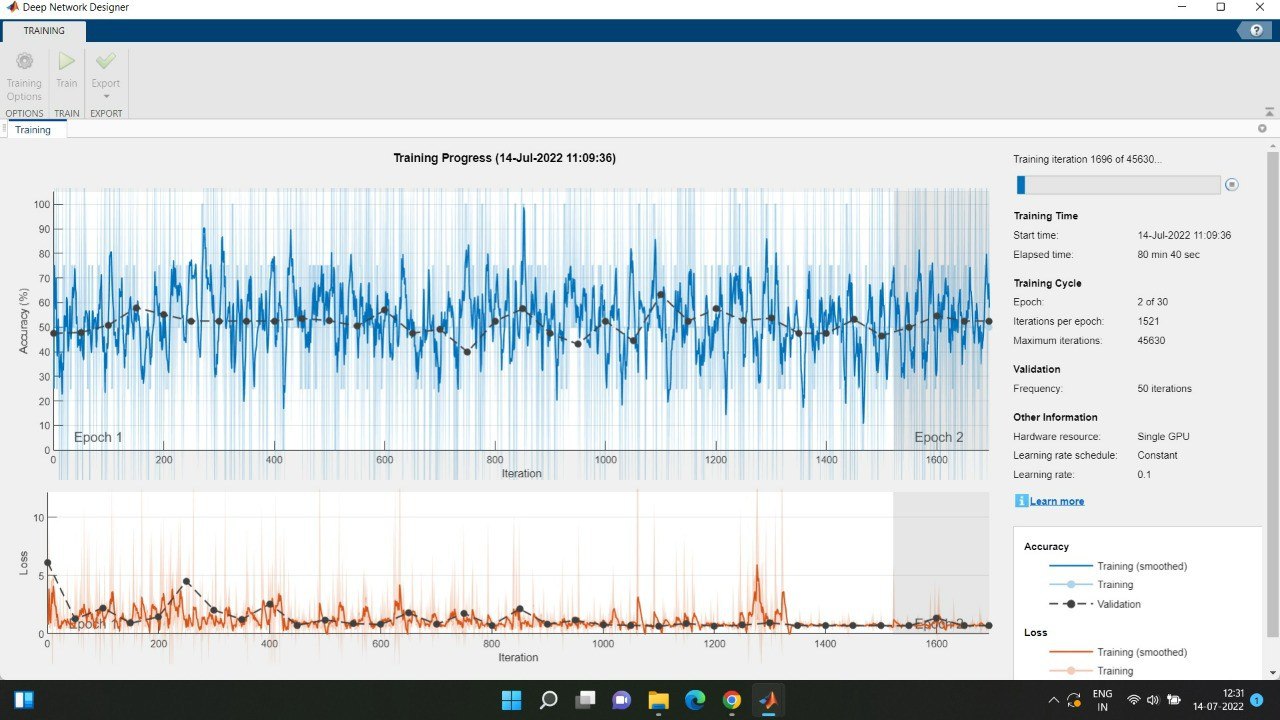 Deep Network Designer
TRAINING
?
Training Options
Train
Export
OPTIONS
TRAIN
EXPORT
Training
Training Progress (14-Jul-2022 11:09:36)
100
90
80
70
60
50
40
30
20
10
0
Accuracy (%)
Epoch 1
Epoch 2
0 200 400 600 800 1000 1200 1400 1600
Iteration
10
5
0
Loss
Epoch 1
Epoch 2
0 200 400 600 800 1000 1200 1400 1600
Iteration
Training iteration 1696 of 45630...
Training Time
Start time: 14-Jul-2022 11:09:36
Elapsed time: 80 min 40 sec
Training Cycle
Epoch: 2 of 30
Iterations per epoch: 1521
Maximum iterations: 45630
Validation
Frequency: 50 iterations
Other Information
Hardware resource: Single GPU
Learning rate schedule: Constant
Learning rate: 0.1
i Learn more
Accuracy
Training (smoothed)
Training
Validation
Loss
Training (smoothed)
Training
ENG
IN
12:31
14-07-2022
1